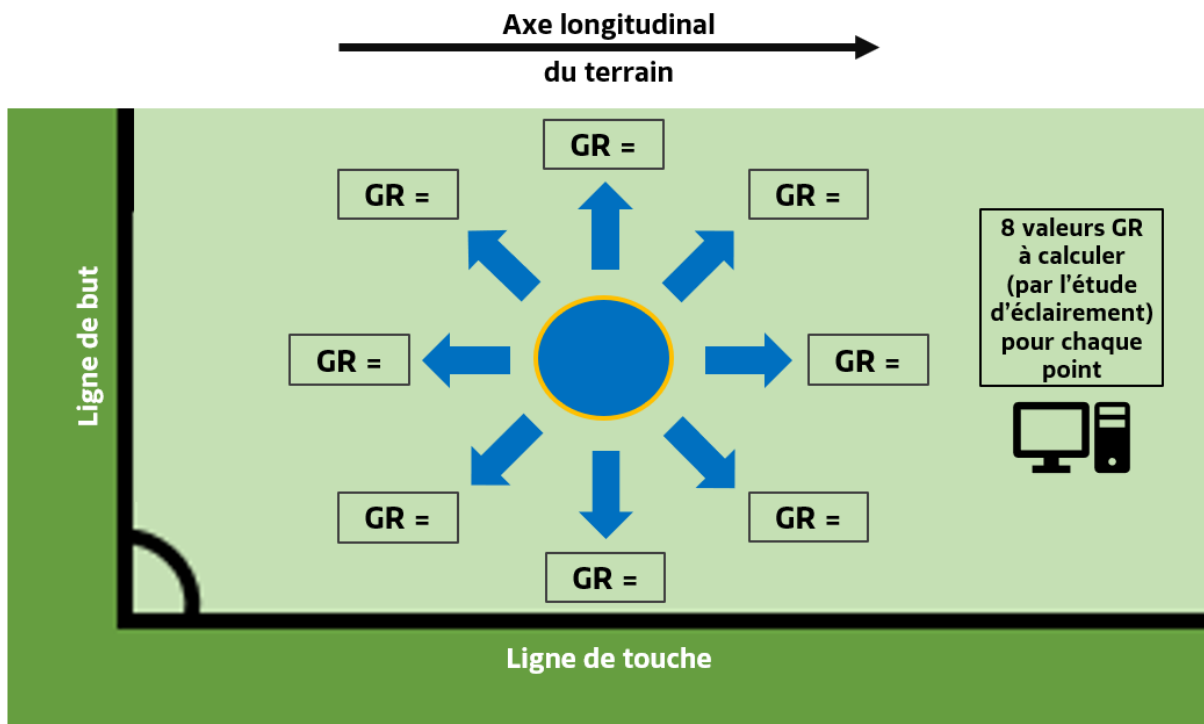 Axe longitudinal
du terrain
GR =
GR =
GR =
8 valeurs GR
à calculer
(par l'étude
d'éclairement)
pour chaque
point
Ligne de but
GR =
GR =
GR =
GR =
GR =
Ligne de touche